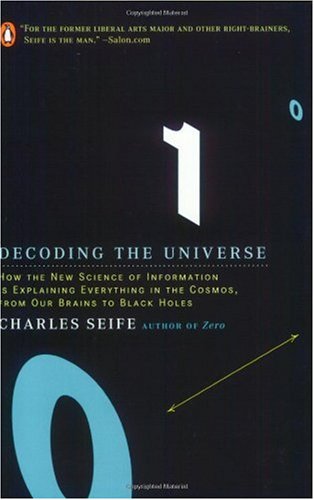 "For the former liberal arts major and other right-brainers,
Seife is the man." —Salon.com
0
1
Decoding the Universe
How the New Science of Information
Is Explaining Everything in the Cosmos,
from Our Brains to Black Holes
Charles Seife author of Zero
0